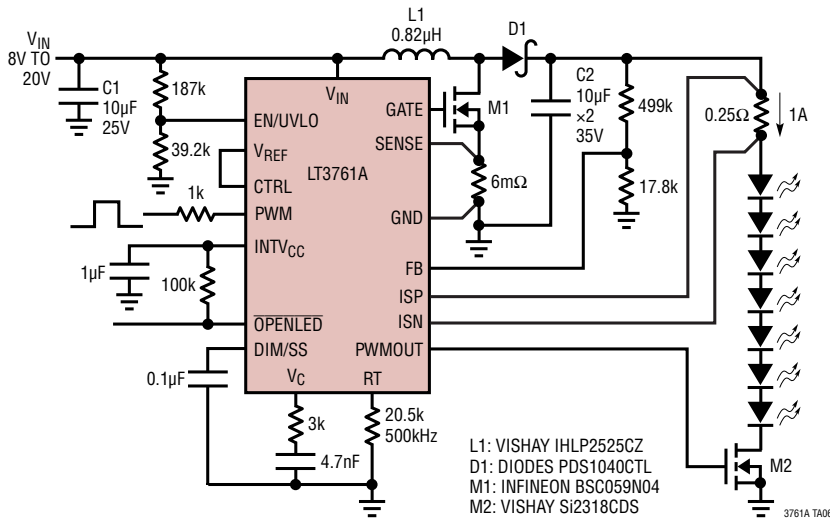 VIN
8V TO
20V
C1
10µF
25V
187k
39.2k
L1
0.82µH
D1
M1
C2
10µF
×2
35V
499k
17.8k
0.25Ω
1A
6mΩ
VIN
EN/UVLO
VREF
CTRL
PWM
INTVCC
OPENLED
DIM/SS
VC
RT
LT3761A
GATE
SENSE
GND
FB
ISP
ISN
PWMOUT
1k
1µF
100k
0.1µF
3k
4.7nF
20.5k
500kHz
M2
L1: VISHAY IHLP2525CZ
D1: DIODES PDS1040CTL
M1: INFINEON BSC059N04
M2: VISHAY Si2318CDS
3761A TA06